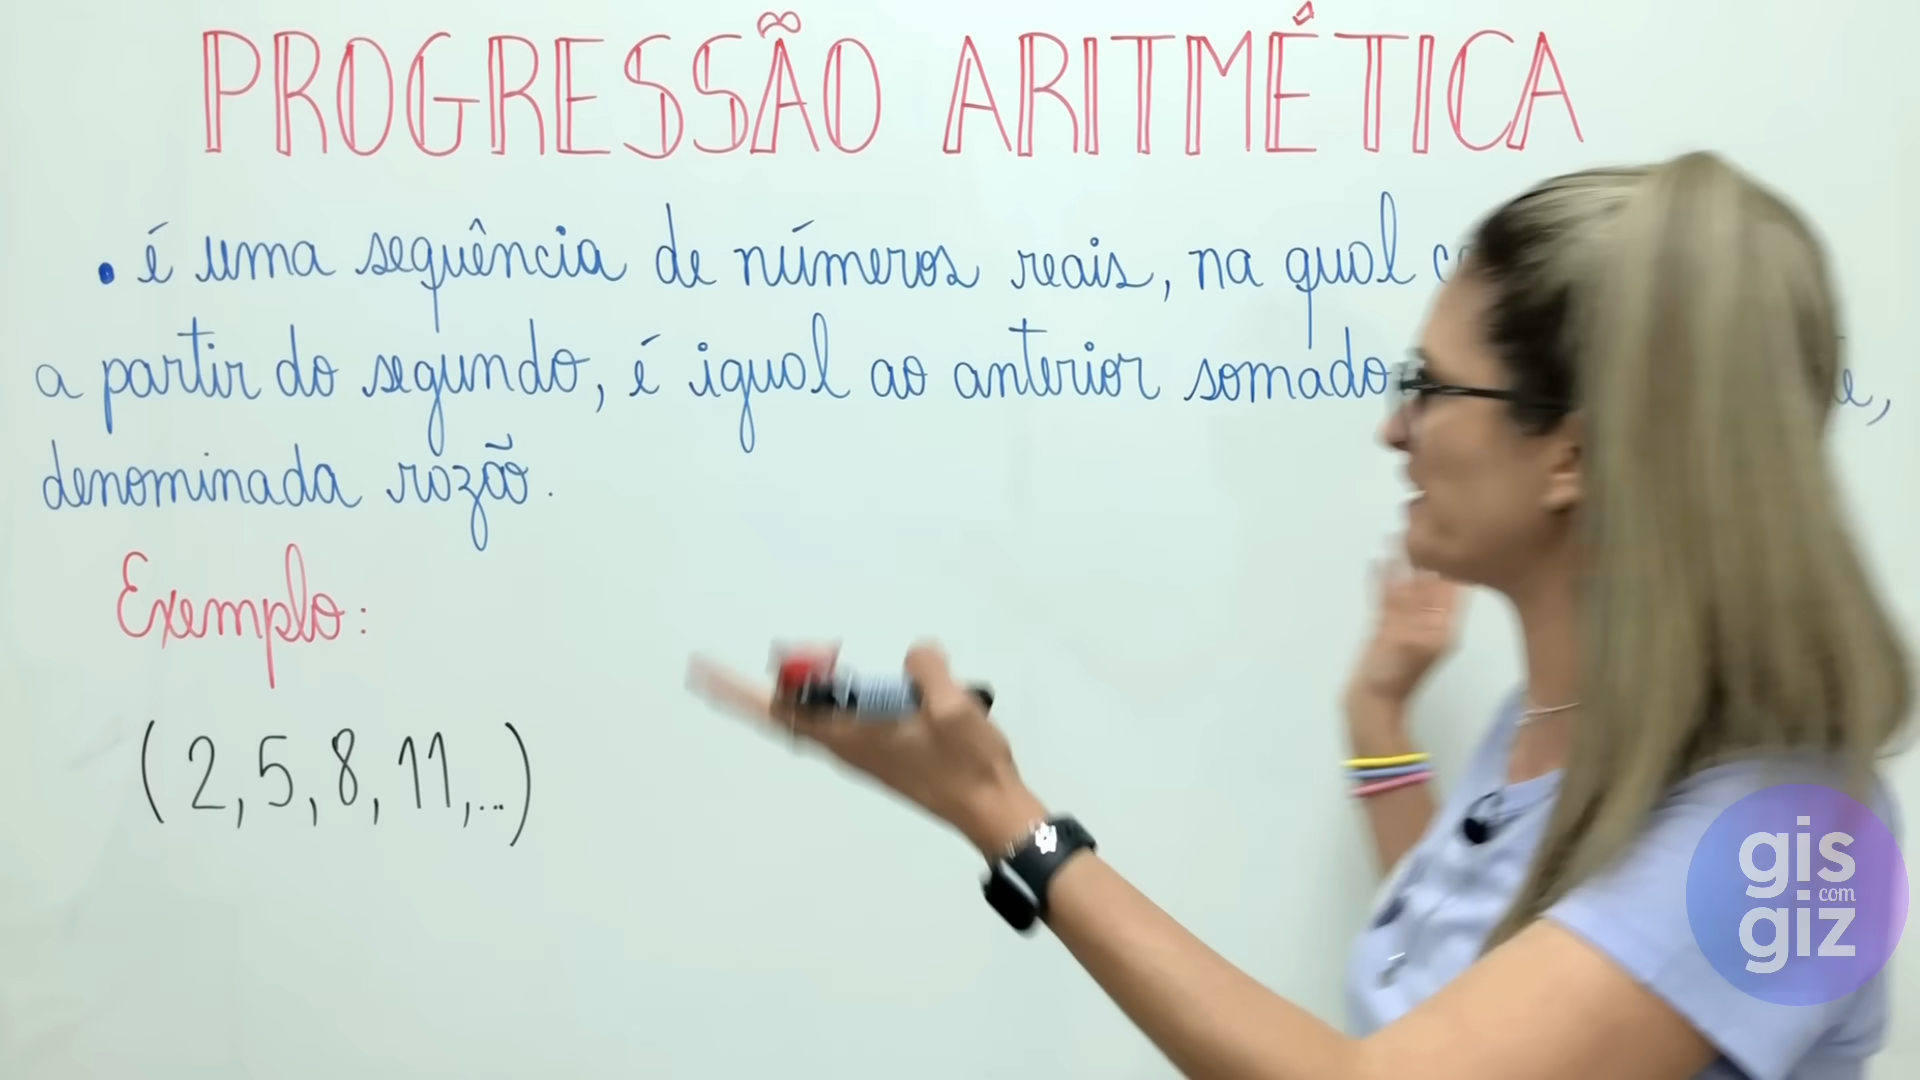 PROGRESSÃO ARITMÉTICA
• é uma sequência de números reais, na qual
a partir do segundo, é igual ao anterior somado
denominada razão.
Exemplo:
(2, 5, 8, 11, ...)
gis
com
giz